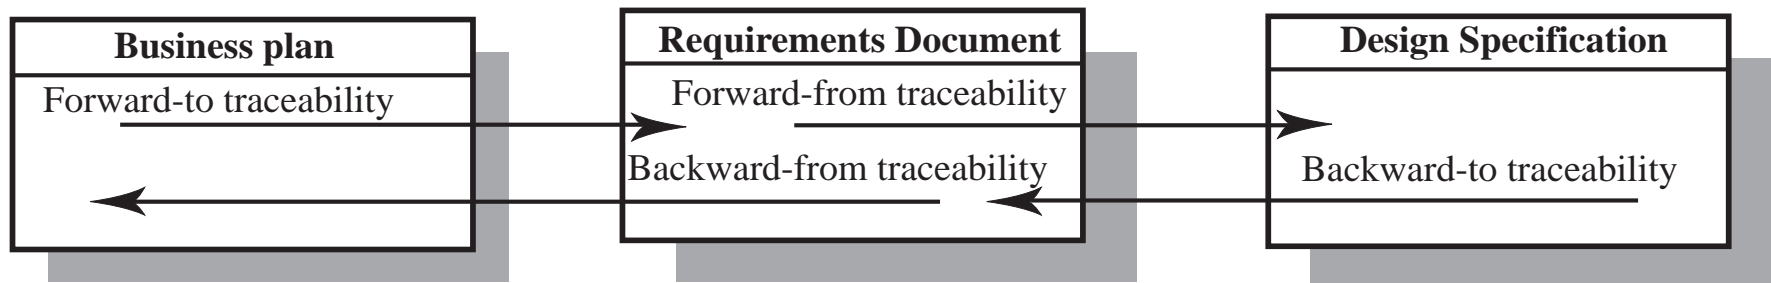 Business plan
Forward-to traceability
Requirements Document
Forward-from traceability
Backward-from traceability
Design Specification
Backward-to traceability